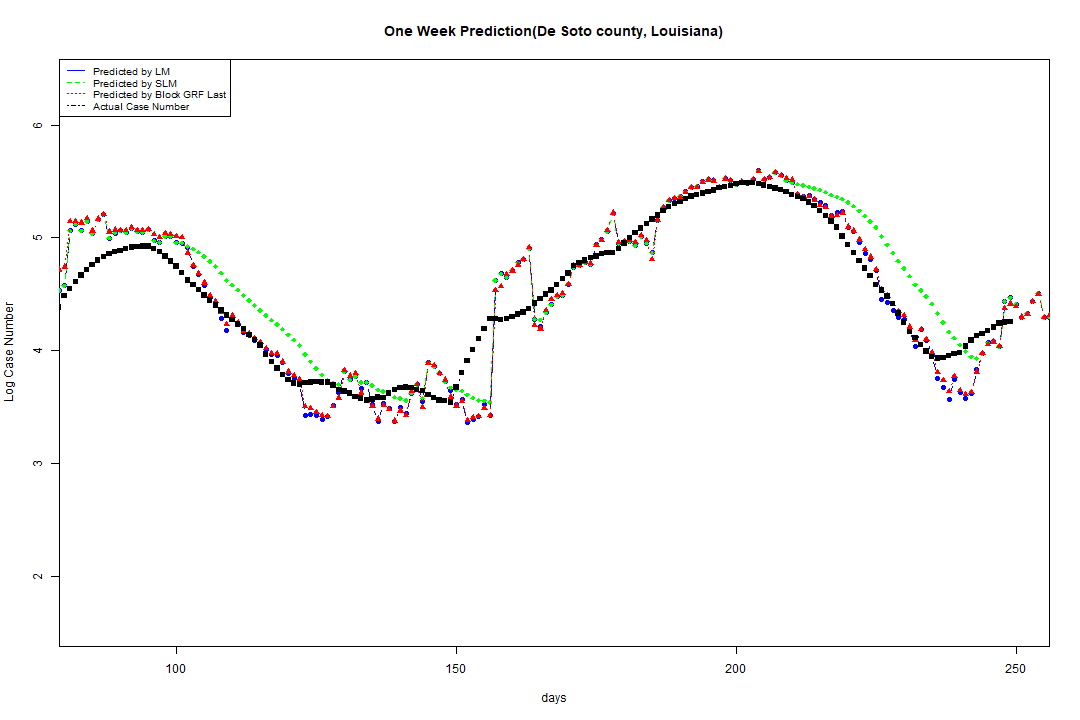 One Week Prediction(De Soto county, Louisiana)
Predicted by LM
Predicted by SLM
Predicted by Block GRF Last
Actual Case Number
6
5
4
3
2
Log Case Number
100
150
200
250
days